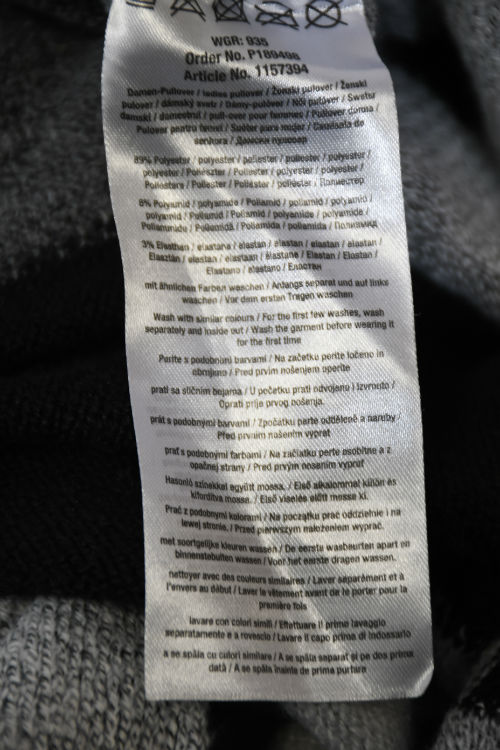 WGR: 935
Order No. P189498
Article No. 1157394
Damen-Pullover / ladies pullover / Ženski pulover / Ženski
pulover / dámský svetr / Dámy-pulóver / Női pulóver / Sweter
damski / damestrui / pull-over pour femmes / Pullover donna /
Pulover pentru femei / Suéter para mujer / Camisola de
senhora / Дамски пуловер
89% Polyester / polyester / poliester / poliester / polyester /
polyester / Poliészter / Poliester / polyester / polyester /
Poliestere / Poliester / Poliéster / poliéster / Полиестер
8% Polyamid / polyamide / Poliamid / poliamid / polyamid /
polyamid / Poliamid / Poliamid / polyamide / polyamide /
Poliammide / Poliamidă / Poliamida / poliamida / Полиамид
3% Elasthan / elastane / elastan / elastan / elastan / elastan /
Elasztán / elastan / elastaan / élastane / Elastan / Elastan /
Elastano / elastano / Еластан
mit ähnlichen Farben waschen / Anfangs separat und auf links
waschen / Vor dem ersten Tragen waschen
Wash with similar colours / For the first few washes, wash
separately and inside out / Wash the garment before wearing it
for the first time
Perite s podobnimi barvami / Na začetku perite ločeno in
obrnjeno / Pred prvim nošenjem operite
prati sa sličnim bojama / U početku prati odvojeno i izvrnuto /
Oprati prije prvog nošenja.
prát s podobnými barvami / Zpočátku perte odděleně a naruby /
Před prvním nošením vyprat
prať s podobnými farbami / Na začiatku perte osobitne a z
opačnej strany / Pred prvým nosením vyprať
Hasonló színekkel együtt mossa. / Első alkalommal külön és
kifordítva mossa. / Első viselés előtt mossa ki.
Prać z podobnymi kolorami / Na początku prać oddzielnie i na
lewej stronie. / Przed pierwszym nałożeniem wyprać.
met soortgelijke kleuren wassen / De eerste wasbeurten apart en
binnenstebuiten wassen / Voor het eerste dragen wassen.
nettoyer avec des couleurs similaires / Laver séparément et à
l'envers au début / Laver le vêtement avant de le porter pour la
première fois
lavare con colori simili / Effettuare il primo lavaggio
separatamente e a rovescio / Lavare il capo prima di indossarlo
a se spăla cu culori similare / A se spăla separat și pe dos prima
dată / A se spăla înainte de prima purtare